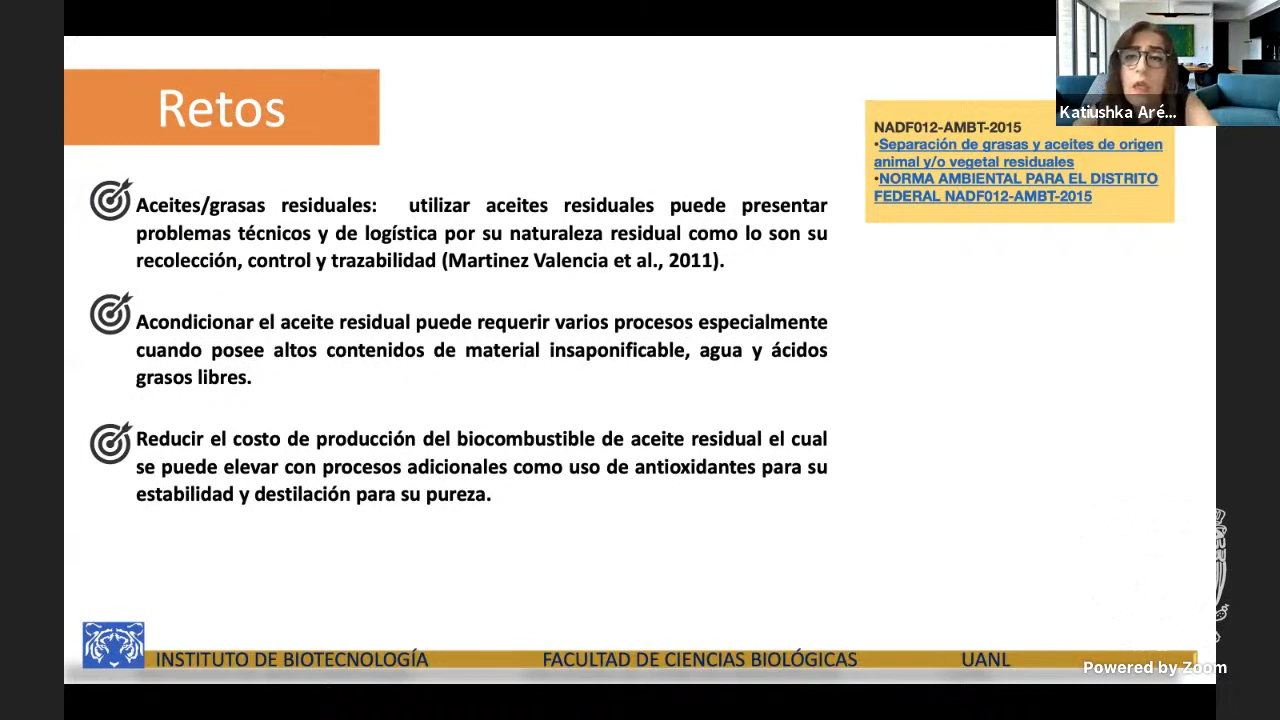 Retos
Katiushka Aré...
NADF012-AMBT-2015
•Separación de grasas y aceites de origen
animal y/o vegetal residuales
•NORMA AMBIENTAL PARA EL DISTRITO
FEDERAL NADF012-AMBT-2015
Aceites/grasas residuales: utilizar aceites residuales puede presentar
problemas técnicos y de logística por su naturaleza residual como lo son su
recolección, control y trazabilidad (Martinez Valencia et al., 2011).
Acondicionar el aceite residual puede requerir varios procesos especialmente
cuando posee altos contenidos de material insaponificable, agua y ácidos
grasos libres.
Reducir el costo de producción del biocombustible de aceite residual el cual
se puede elevar con procesos adicionales como uso de antioxidantes para su
estabilidad y destilación para su pureza.
INSTITUTO DE BIOTECNOLOGÍA FACULTAD DE CIENCIAS BIOLÓGICAS UANL
Powered by Zoom